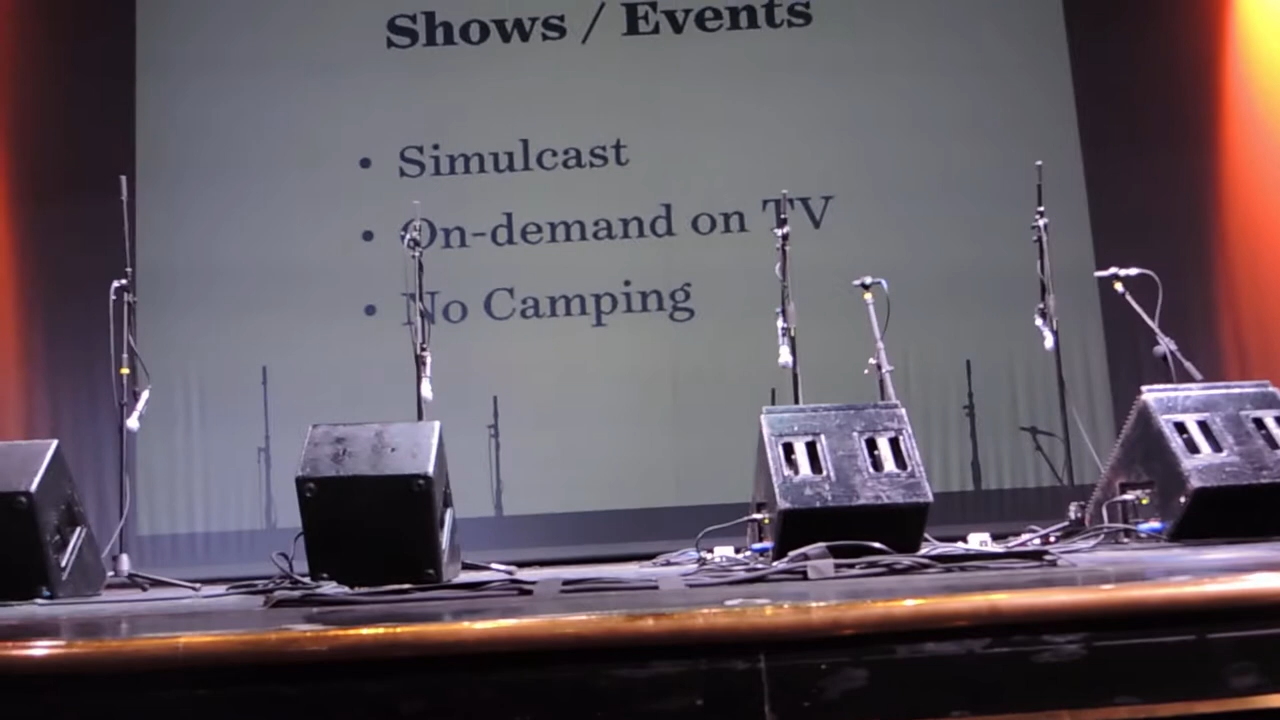 Shows / Events
• Simulcast
• On-demand on TV
• No Camping